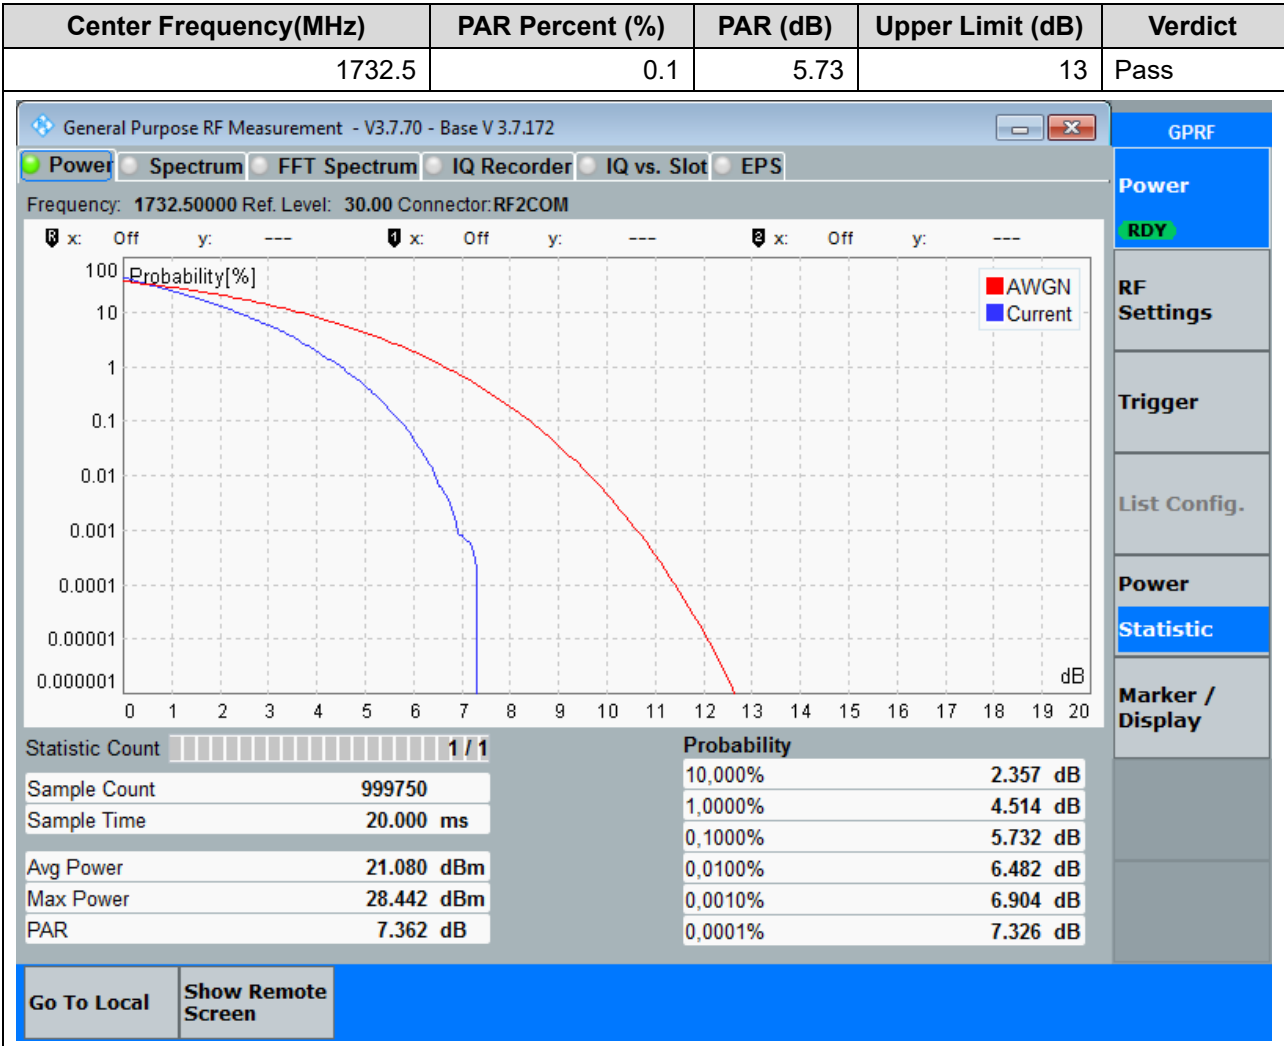 Center Frequency(MHz) PAR Percent (%) PAR (dB) Upper Limit (dB) Verdict
1732.5 0.1 5.73 13 Pass
General Purpose RF Measurement - V3.7.70 - Base V 3.7.172
GPRF
Power Spectrum FFT Spectrum IQ Recorder IQ vs. Slot EPS
Frequency: 1732.50000 Ref. Level: 30.00 Connector: RF2COM
R x: Off y: --- 1 x: Off y: --- 2 x: Off y: ---
Probability[%]
AWGN
Current
100
10
1
0.1
0.01
0.001
0.0001
0.00001
0.000001
dB
0 1 2 3 4 5 6 7 8 9 10 11 12 13 14 15 16 17 18 19 20
Statistic Count 1 / 1
Sample Count 999750
Sample Time 20.000 ms
Avg Power 21.080 dBm
Max Power 28.442 dBm
PAR 7.362 dB
Probability
10,000% 2.357 dB
1,0000% 4.514 dB
0,1000% 5.732 dB
0,0100% 6.482 dB
0,0010% 6.904 dB
0,0001% 7.326 dB
Power
RDY
RF
Settings
Trigger
List Config.
Power
Statistic
Marker /
Display
Go To Local
Show Remote
Screen